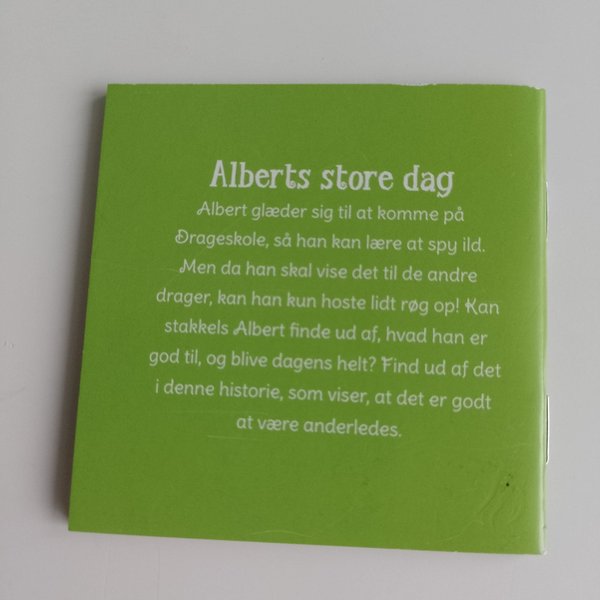 Alberts store dag
Albert glæder sig til at komme på
Drageskole, så han kan lære at spy ild.
Men da han skal vise det til de andre
drager, kan han kun hoste lidt røg op! Kan
stakkels Albert finde ud af, hvad han er
god til, og blive dagens helt? Find ud af det
i denne historie, som viser, at det er godt
at være anderledes.